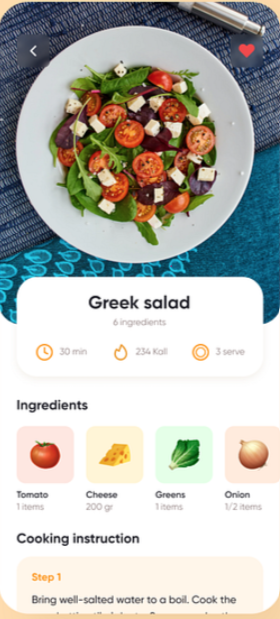 Greek salad
6 ingredients
30 min
234 Kall
3 serve
Ingredients
Tomato
Cheese
Greens
Onion
1 items
200 gr
1 items
1/2 items
Cooking instruction
Step 1
Bring well-salted water to a boil. Cook the